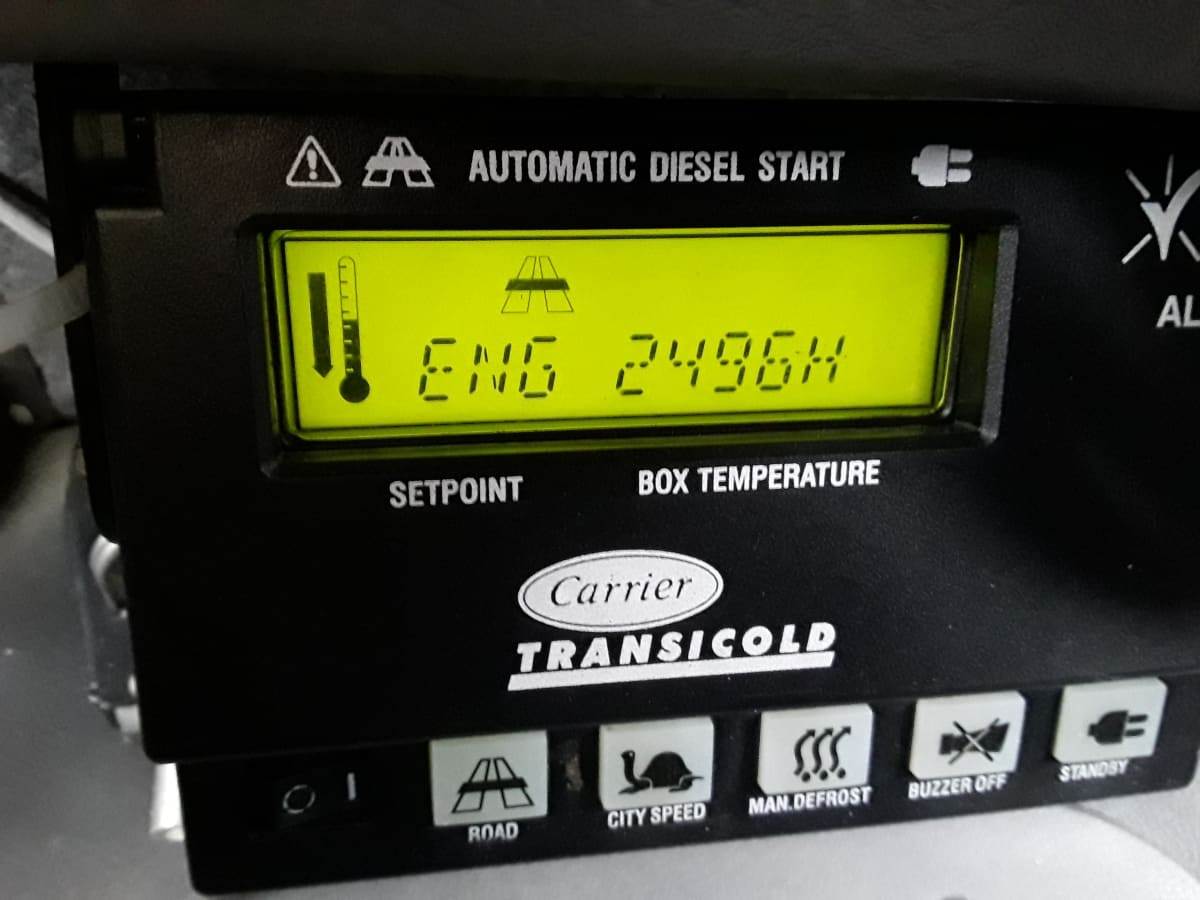 AUTOMATIC DIESEL START
ENG 2496H
SETPOINT BOX TEMPERATURE
Carrier
TRANSICOLD
ROAD CITY SPEED MAN.DEFROST BUZZER OFF STANDBY